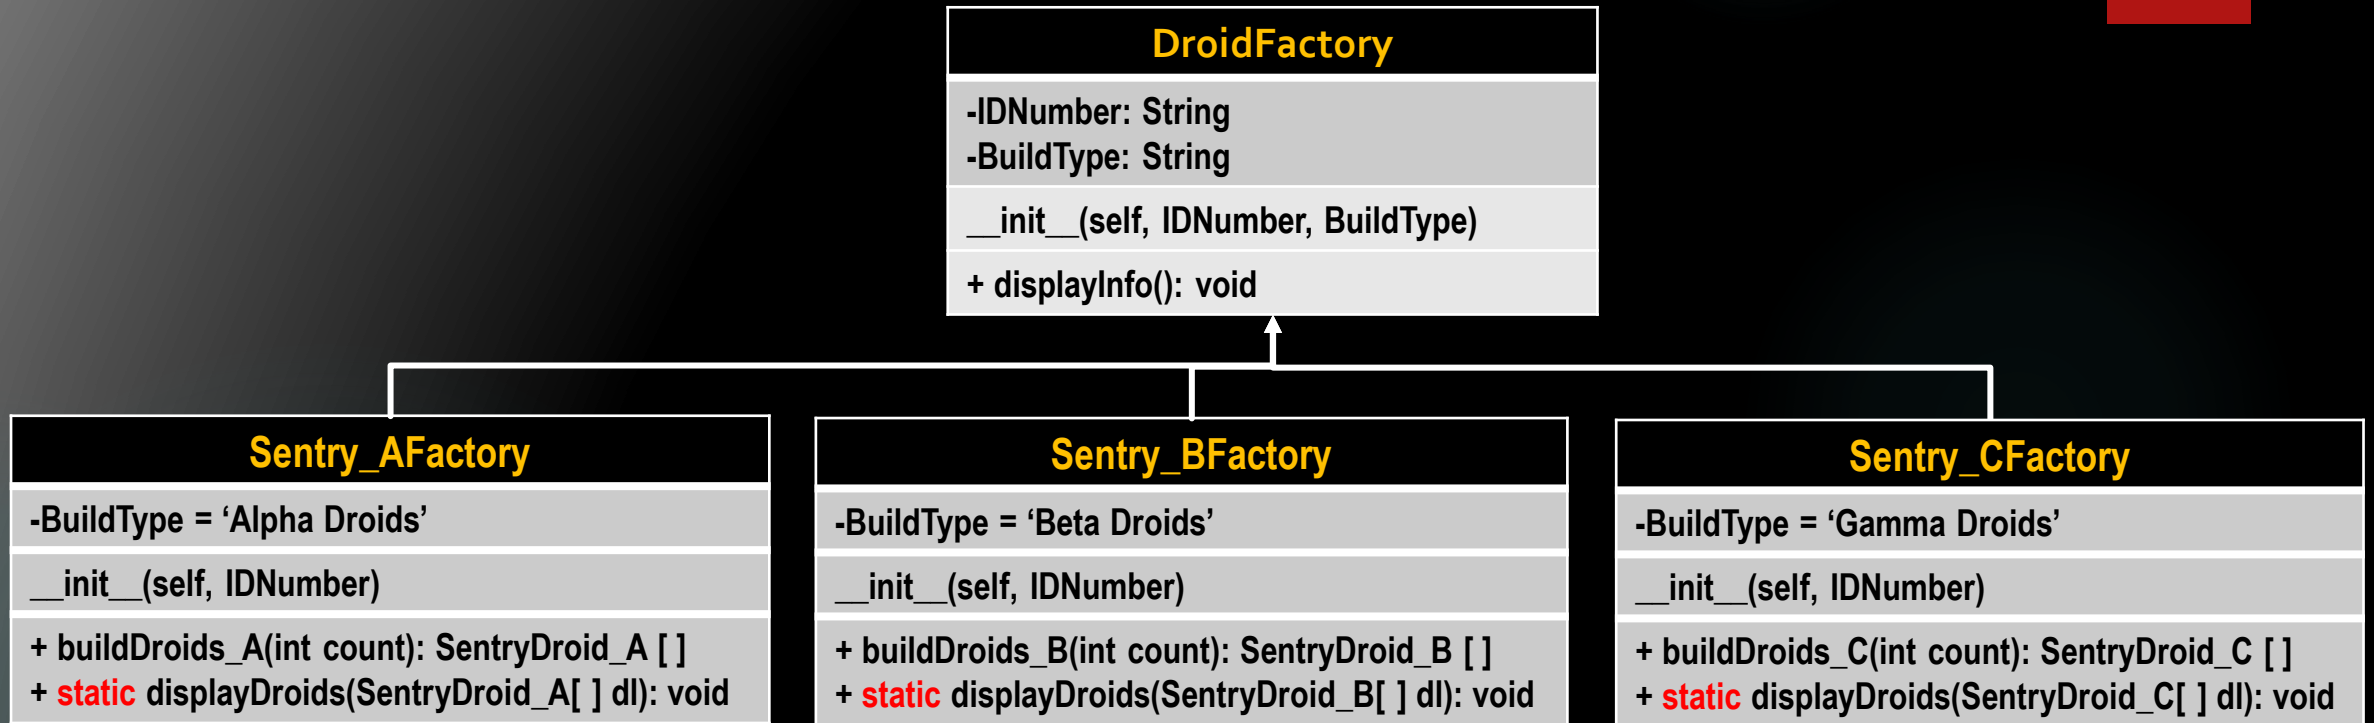 DroidFactory
-IDNumber: String
-BuildType: String
__init__(self, IDNumber, BuildType)
+ displayInfo(): void
Sentry_AFactory
-BuildType = ‘Alpha Droids’
__init__(self, IDNumber)
+ buildDroids_A(int count): SentryDroid_A [ ]
+ static displayDroids(SentryDroid_A[ ] dl): void
Sentry_BFactory
-BuildType = ‘Beta Droids’
__init__(self, IDNumber)
+ buildDroids_B(int count): SentryDroid_B [ ]
+ static displayDroids(SentryDroid_B[ ] dl): void
Sentry_CFactory
-BuildType = ‘Gamma Droids’
__init__(self, IDNumber)
+ buildDroids_C(int count): SentryDroid_C [ ]
+ static displayDroids(SentryDroid_C[ ] dl): void